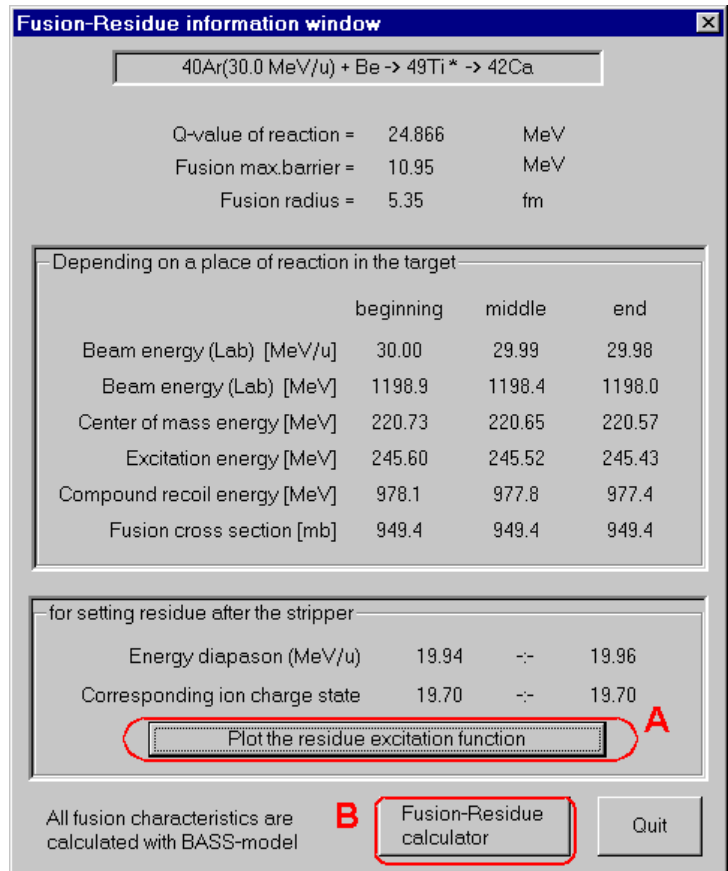 Fusion-Residue information window
40Ar(30.0 MeV/u) + Be -> 49Ti * -> 42Ca
Q-value of reaction = 24.866 MeV
Fusion max.barrier = 10.95 MeV
Fusion radius = 5.35 fm
Depending on a place of reaction in the target
beginning middle end
Beam energy (Lab) [MeV/u] 30.00 29.99 29.98
Beam energy (Lab) [MeV] 1198.9 1198.4 1198.0
Center of mass energy [MeV] 220.73 220.65 220.57
Excitation energy [MeV] 245.60 245.52 245.43
Compound recoil energy [MeV] 978.1 977.8 977.4
Fusion cross section [mb] 949.4 949.4 949.4
for setting residue after the stripper
Energy diapason (MeV/u) 19.94 -:- 19.96
Corresponding ion charge state 19.70 -:- 19.70
A
Plot the residue excitation function
All fusion characteristics are
calculated with BASS-model
B
Fusion-Residue
calculator
Quit